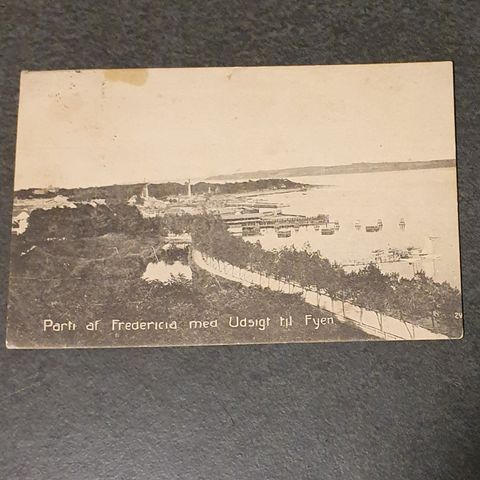 Parti af Fredericia med Udsigt til Fyen